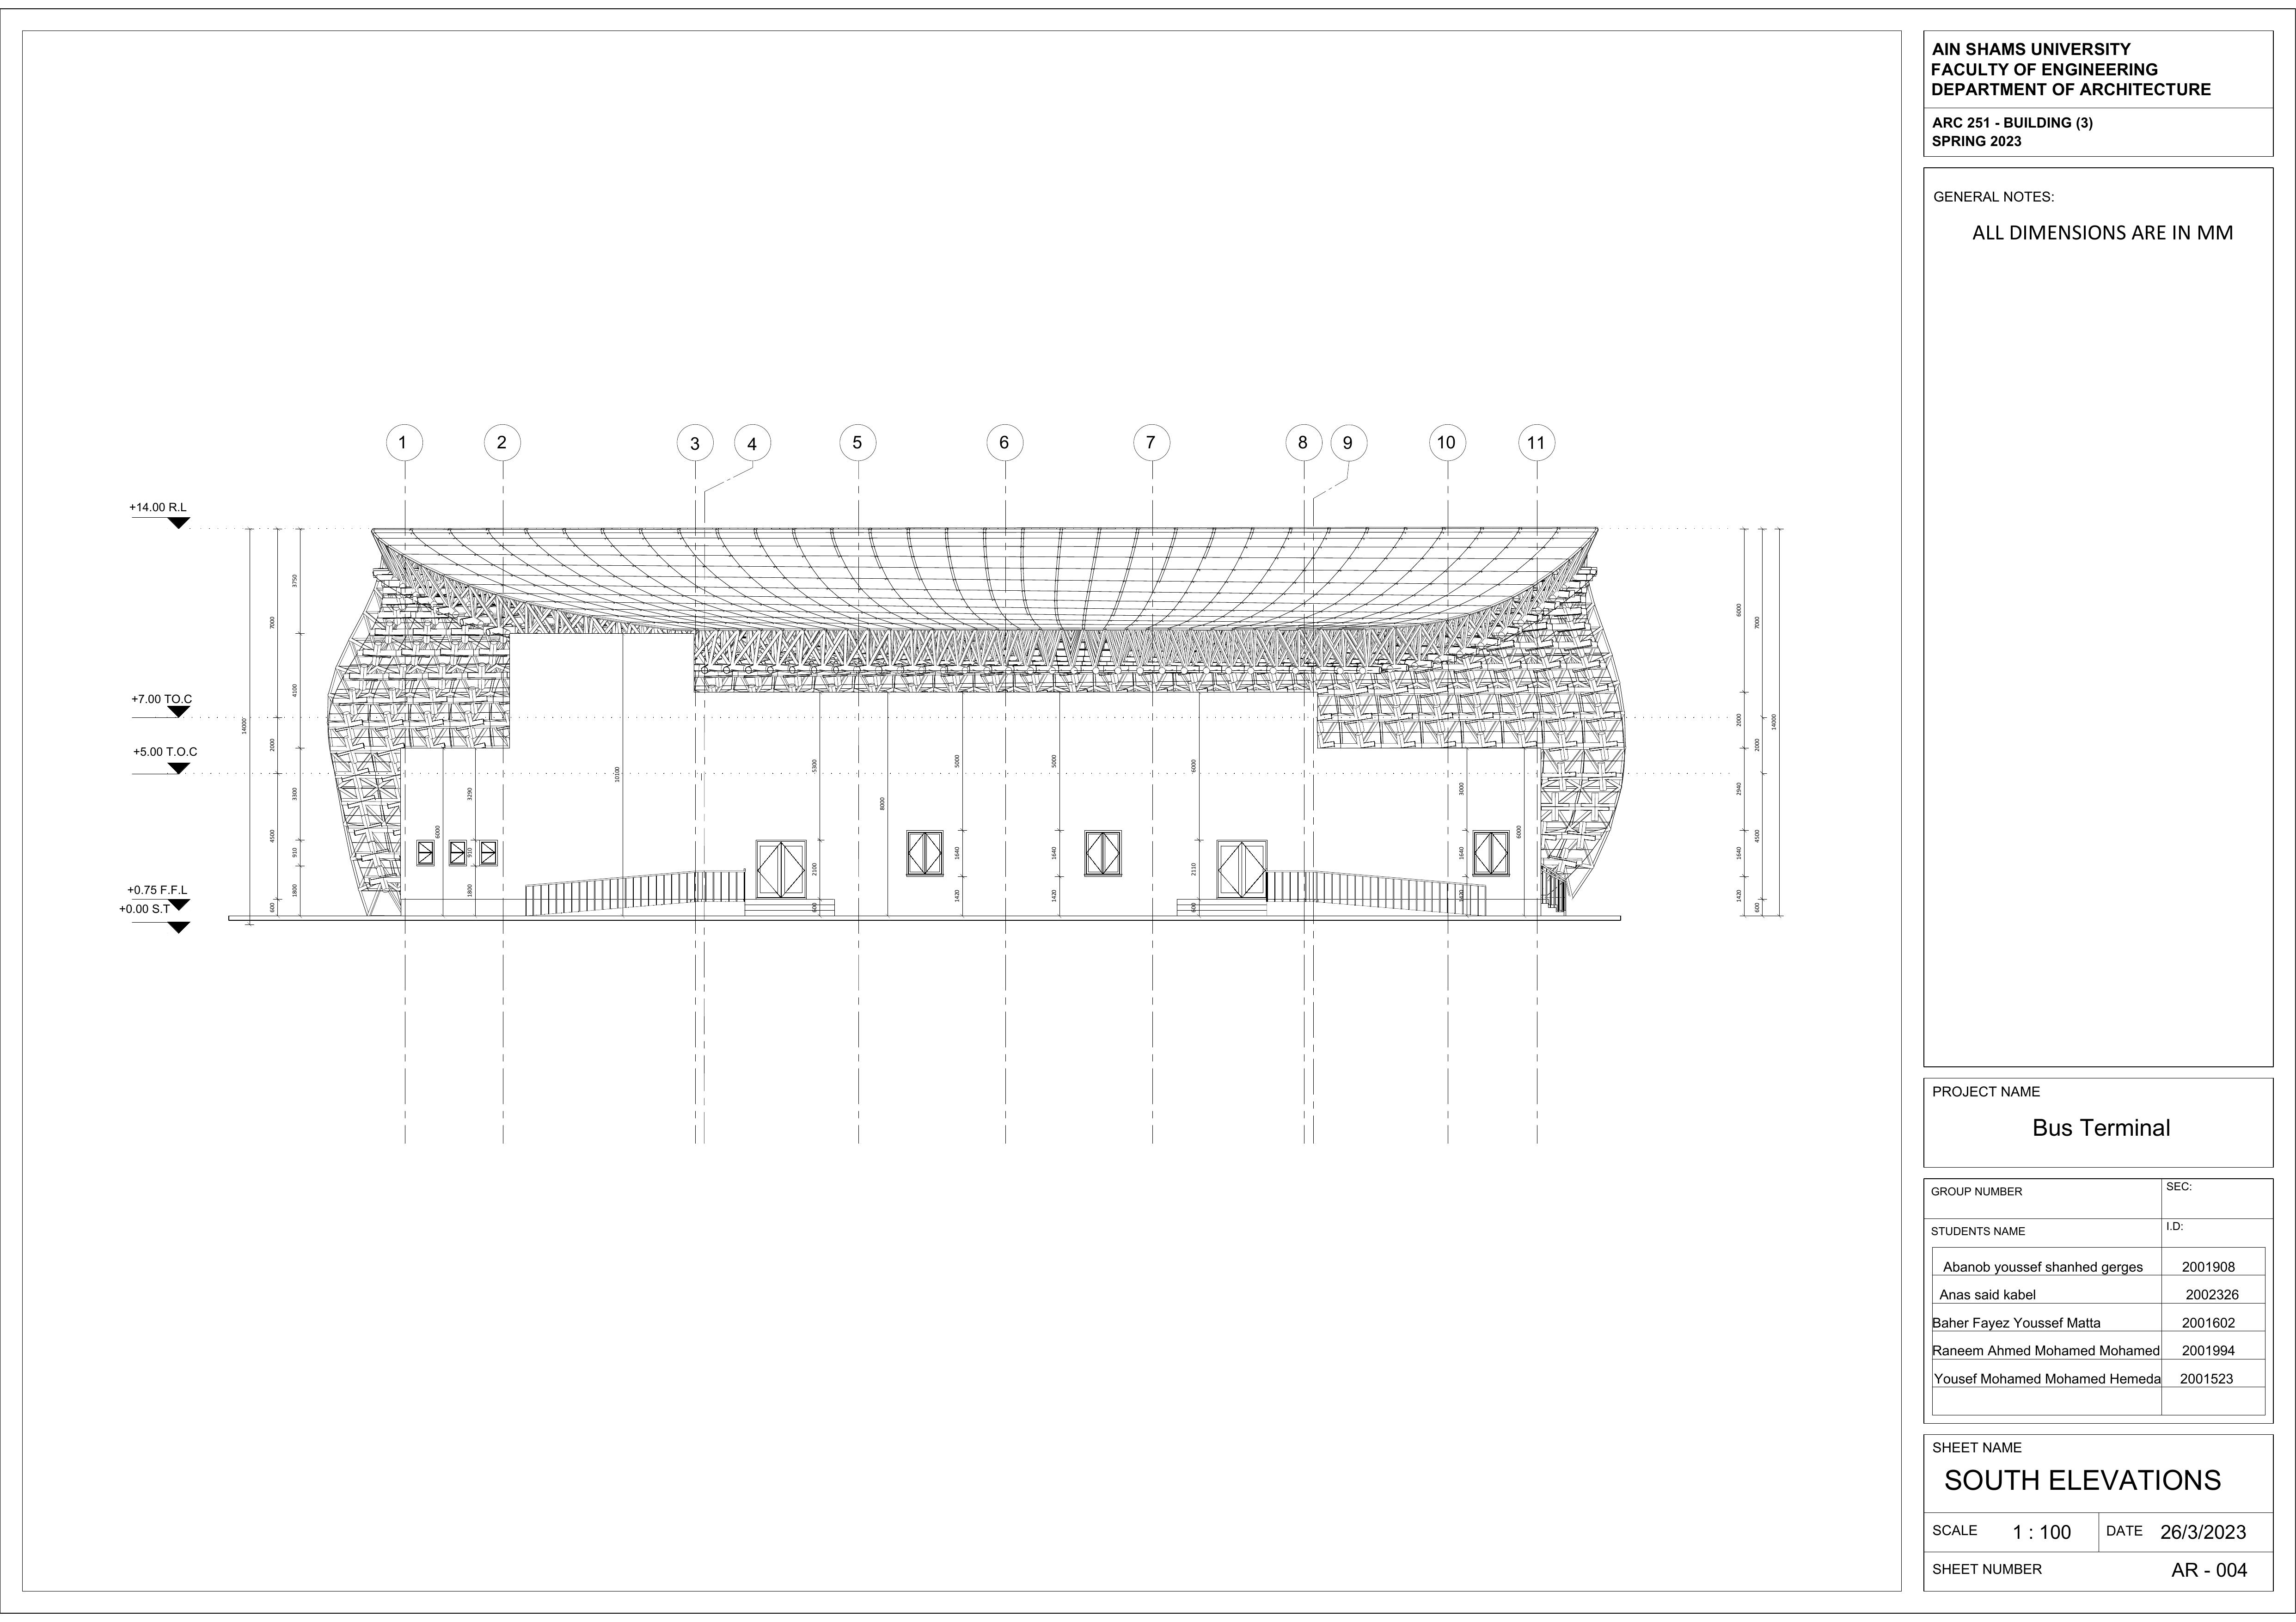 AIN SHAMS UNIVERSITY
FACULTY OF ENGINEERING
DEPARTMENT OF ARCHITECTURE
ARC 251 - BUILDING (3)
SPRING 2023
GENERAL NOTES:
ALL DIMENSIONS ARE IN MM
1
2
3
4
5
6
7
8
9
10
11
+14.00 R.L
+7.00 TO.C
+5.00 T.O.C
+0.75 F.F.L
+0.00 S.T
14000
7000
2000
4500
600
3750
4100
3300
910
1800
6000
3290
910
1800
10100
5300
2100
600
8000
5000
1640
1420
5000
1640
1420
6000
2110
600
3000
1640
1420
6000
6000
2000
2940
1640
1420
7000
2000
4500
600
14000
PROJECT NAME
Bus Terminal
GROUP NUMBER
SEC:
STUDENTS NAME
I.D:
Abanob youssef shanhed gerges 2001908
Anas said kabel 2002326
Baher Fayez Youssef Matta 2001602
Raneem Ahmed Mohamed Mohamed 2001994
Yousef Mohamed Mohamed Hemeda 2001523
SHEET NAME
SOUTH ELEVATIONS
SCALE 1 : 100 DATE 26/3/2023
SHEET NUMBER AR - 004